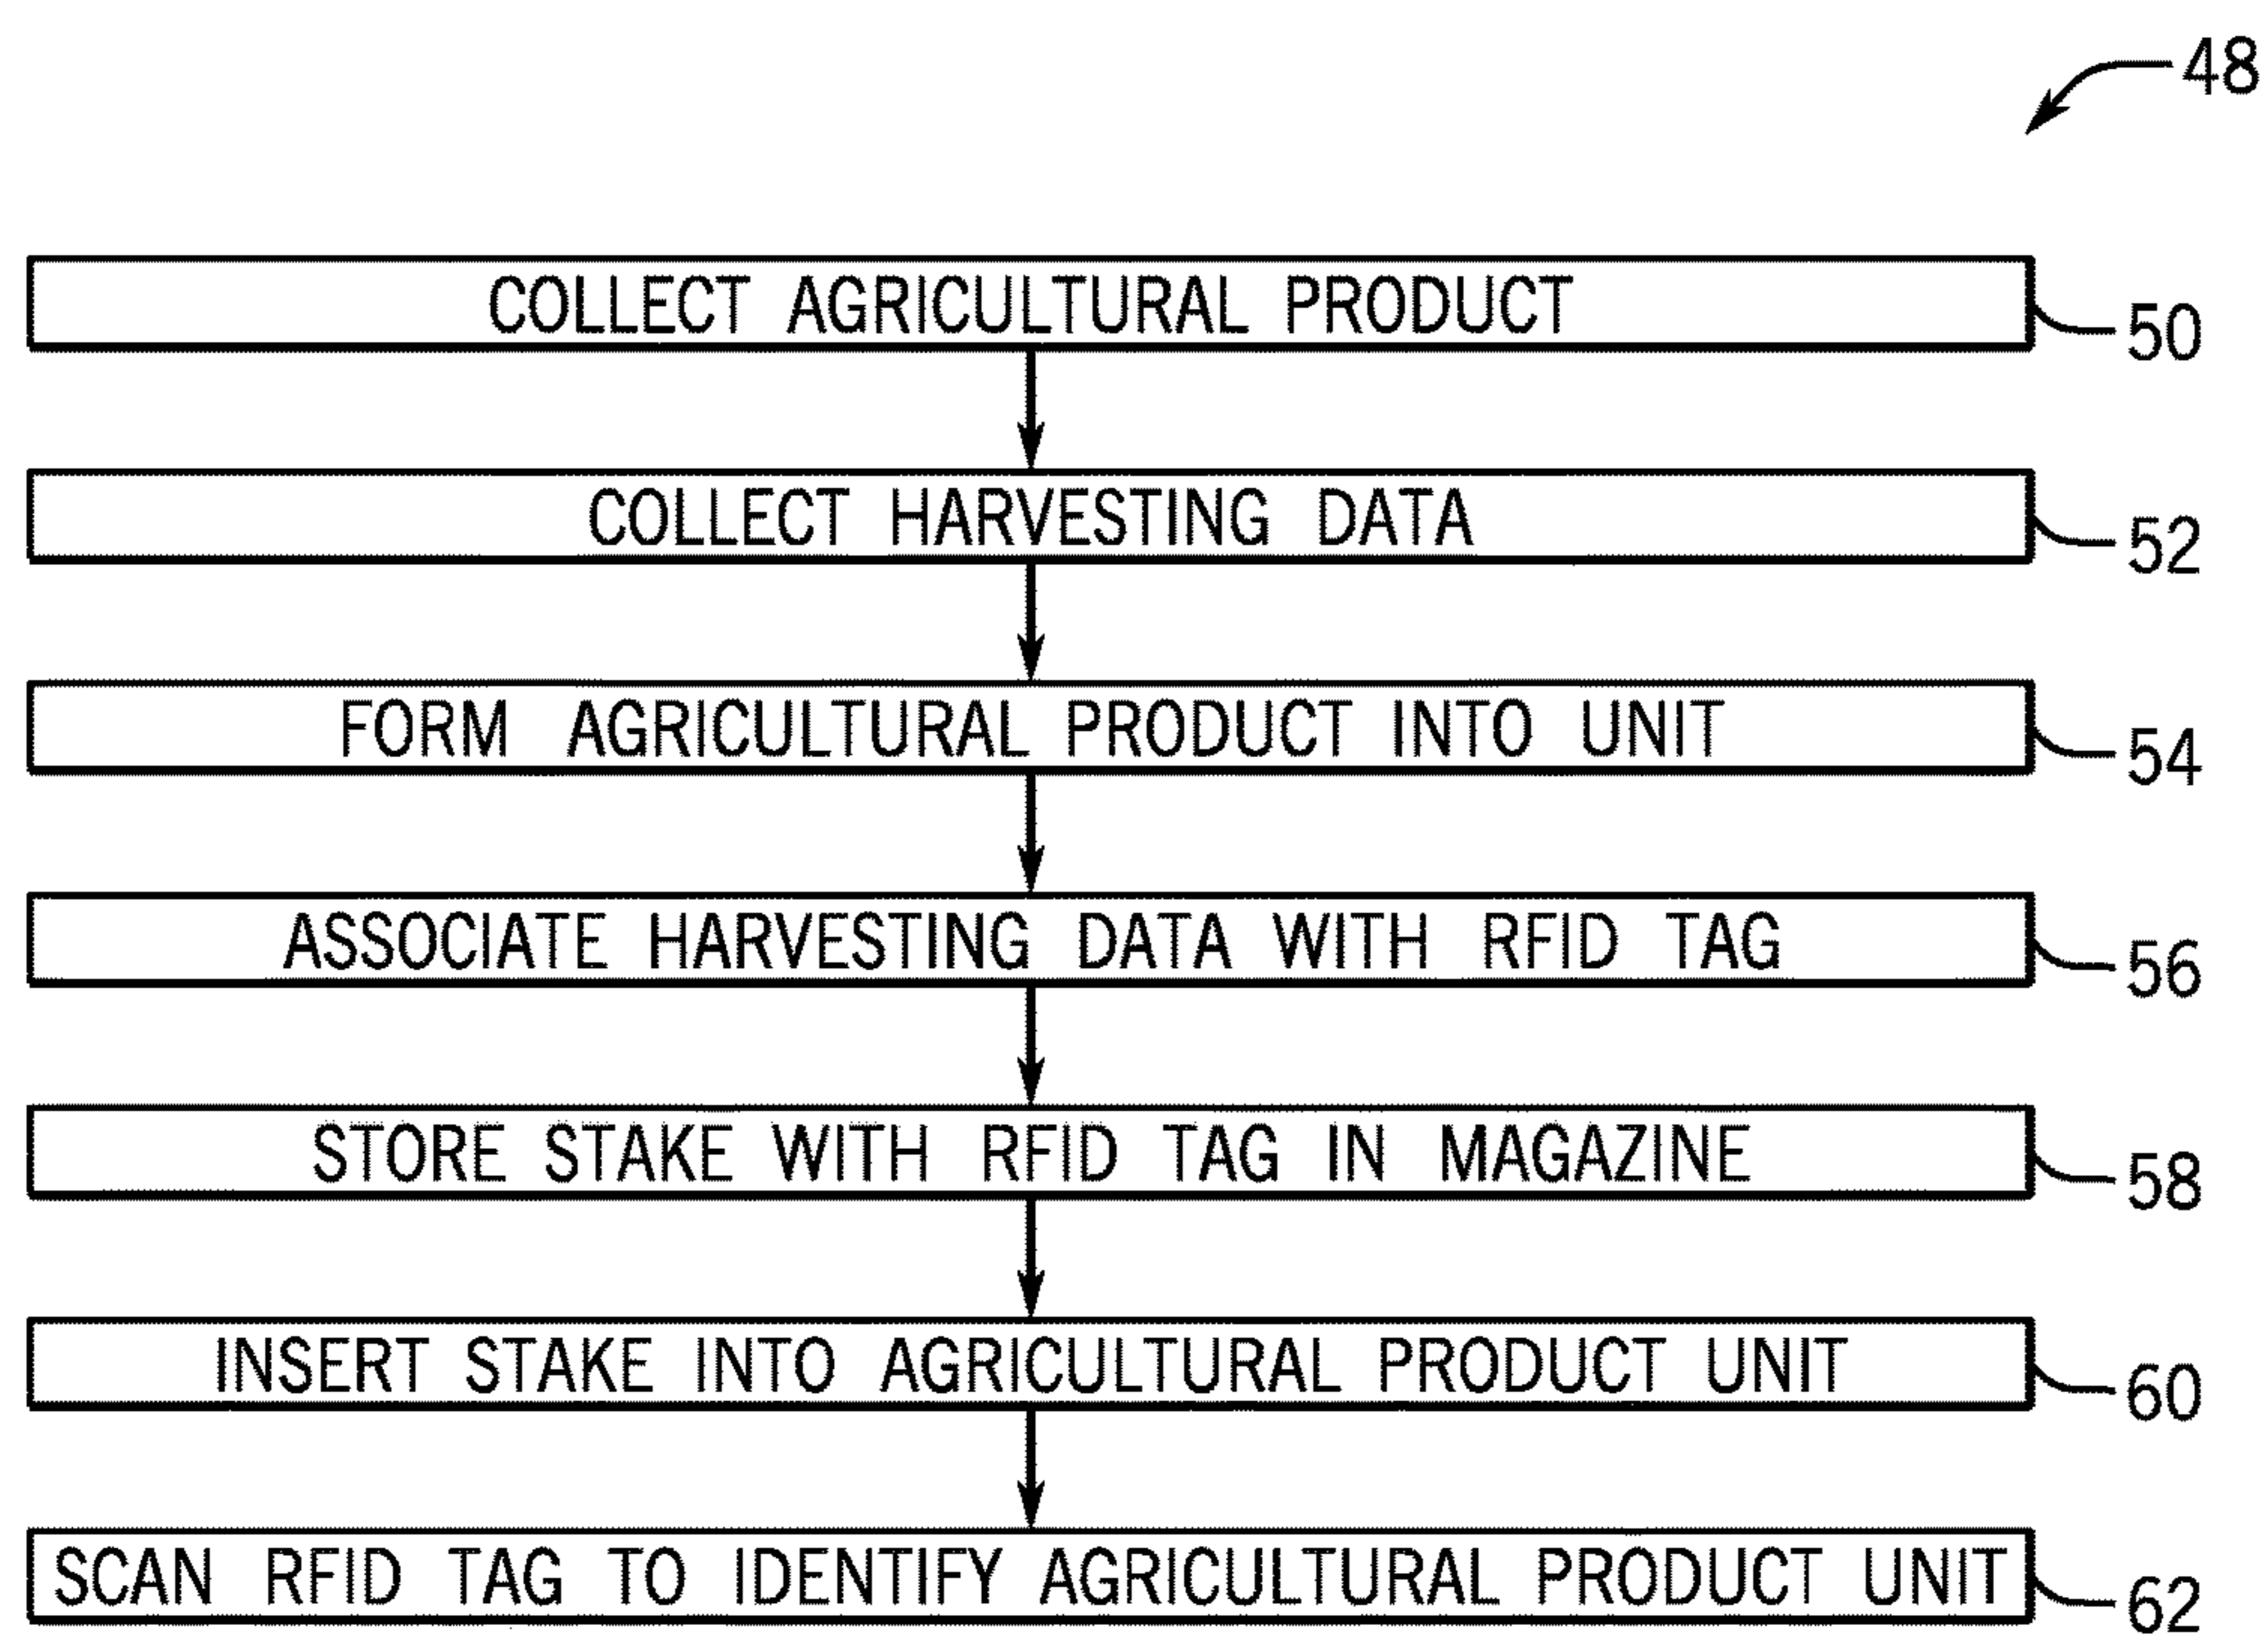 48
COLLECT AGRICULTURAL PRODUCT
50
COLLECT HARVESTING DATA
52
FORM AGRICULTURAL PRODUCT INTO UNIT
54
ASSOCIATE HARVESTING DATA WITH RFID TAG
56
STORE STAKE WITH RFID TAG IN MAGAZINE
58
INSERT STAKE INTO AGRICULTURAL PRODUCT UNIT
60
SCAN RFID TAG TO IDENTIFY AGRICULTURAL PRODUCT UNIT
62